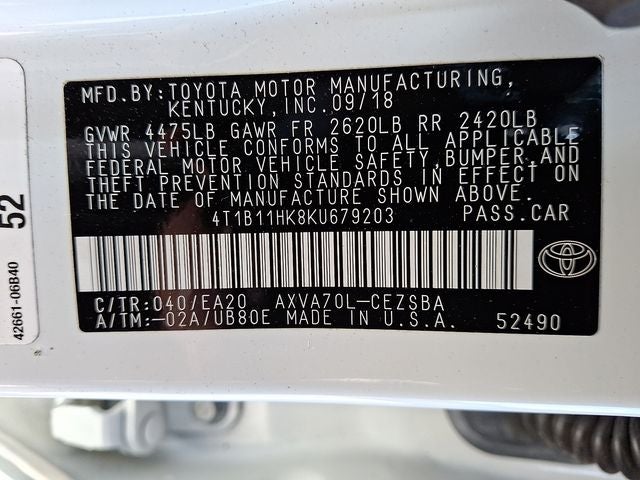 MFD.BY:TOYOTA MOTOR MANUFACTURING,
KENTUCKY,INC.09/18
GVWR 4475LB GAWR FR 2620LB RR 2420LB
THIS VEHICLE CONFORMS TO ALL APPLICABLE
FEDERAL MOTOR VEHICLE SAFETY,BUMPER,AND
THEFT PREVENTION STANDARDS IN EFFECT ON
THE DATE OF MANUFACTURE SHOWN ABOVE.
4T1B11HK8KU679203 PASS.CAR
C/TR:040/EA20 AXVA70L-CEZSBA
A/TM:-02A/UB80E MADE IN U.S.A. 52490
52
42661-06B40